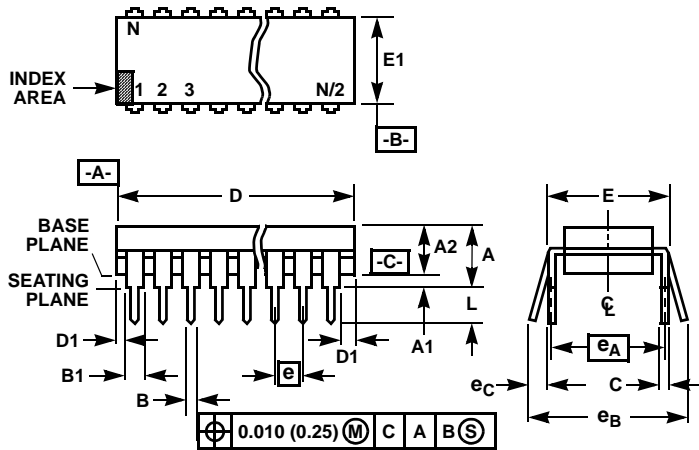 N
INDEX
AREA
1 2 3 N/2
E1
-B-
-A-
D
E
BASE
PLANE
-C-
A2
A
SEATING
PLANE
L
C
L
D1
A1
D1
eA
B1
e
eC
C
B
eB
0.010 (0.25) M C A B S